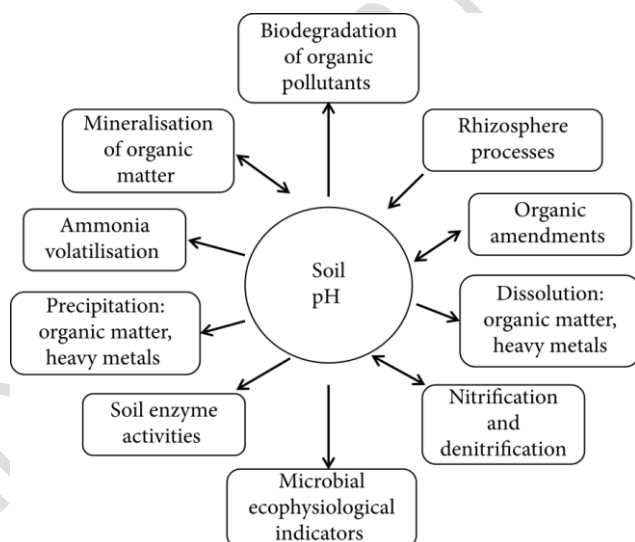 Biodegradation
of organic
pollutants
Mineralisation
of organic
matter
Rhizosphere
processes
Ammonia
volatilisation
Organic
amendments
Soil
pH
Precipitation:
organic matter,
heavy metals
Dissolution:
organic matter,
heavy metals
Soil enzyme
activities
Nitrification
and
denitrification
Microbial
ecophysiological
indicators